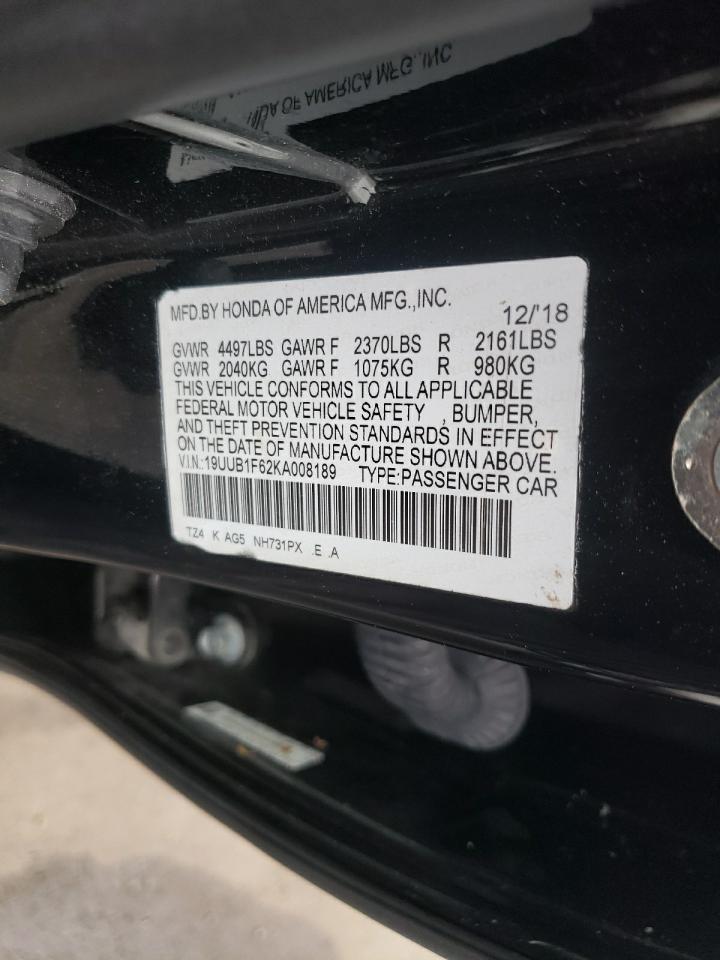 OF AMERICA MFG.,INC
MFD.BY HONDA OF AMERICA MFG.,INC. 12/'18
GVWR 4497LBS GAWR F 2370LBS R 2161LBS
GVWR 2040KG GAWR F 1075KG R 980KG
THIS VEHICLE CONFORMS TO ALL APPLICABLE
FEDERAL MOTOR VEHICLE SAFETY , BUMPER,
AND THEFT PREVENTION STANDARDS IN EFFECT
ON THE DATE OF MANUFACTURE SHOWN ABOVE.
V.I.N.:19UUB1F62KA008189 TYPE:PASSENGER CAR
TZ4 K AG5 NH731PX .E .A